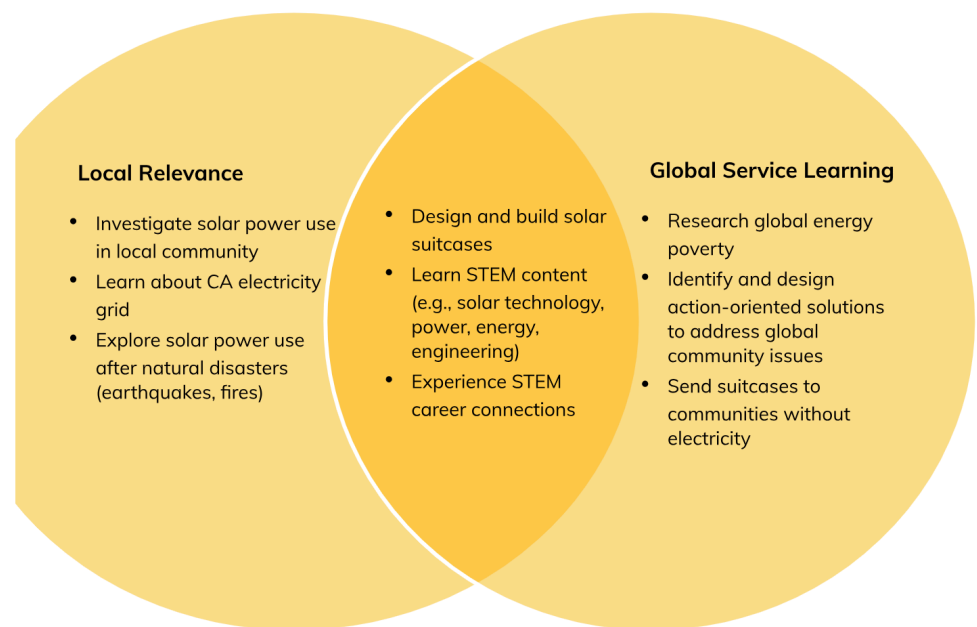 Local Relevance
• Investigate solar power use
in local community
• Learn about CA electricity
grid
• Explore solar power use
after natural disasters
(earthquakes, fires)
• Design and build solar
suitcases
• Learn STEM content
(e.g., solar technology,
power, energy,
engineering)
• Experience STEM
career connections
Global Service Learning
• Research global energy
poverty
• Identify and design
action-oriented solutions
to address global
community issues
• Send suitcases to
communities without
electricity